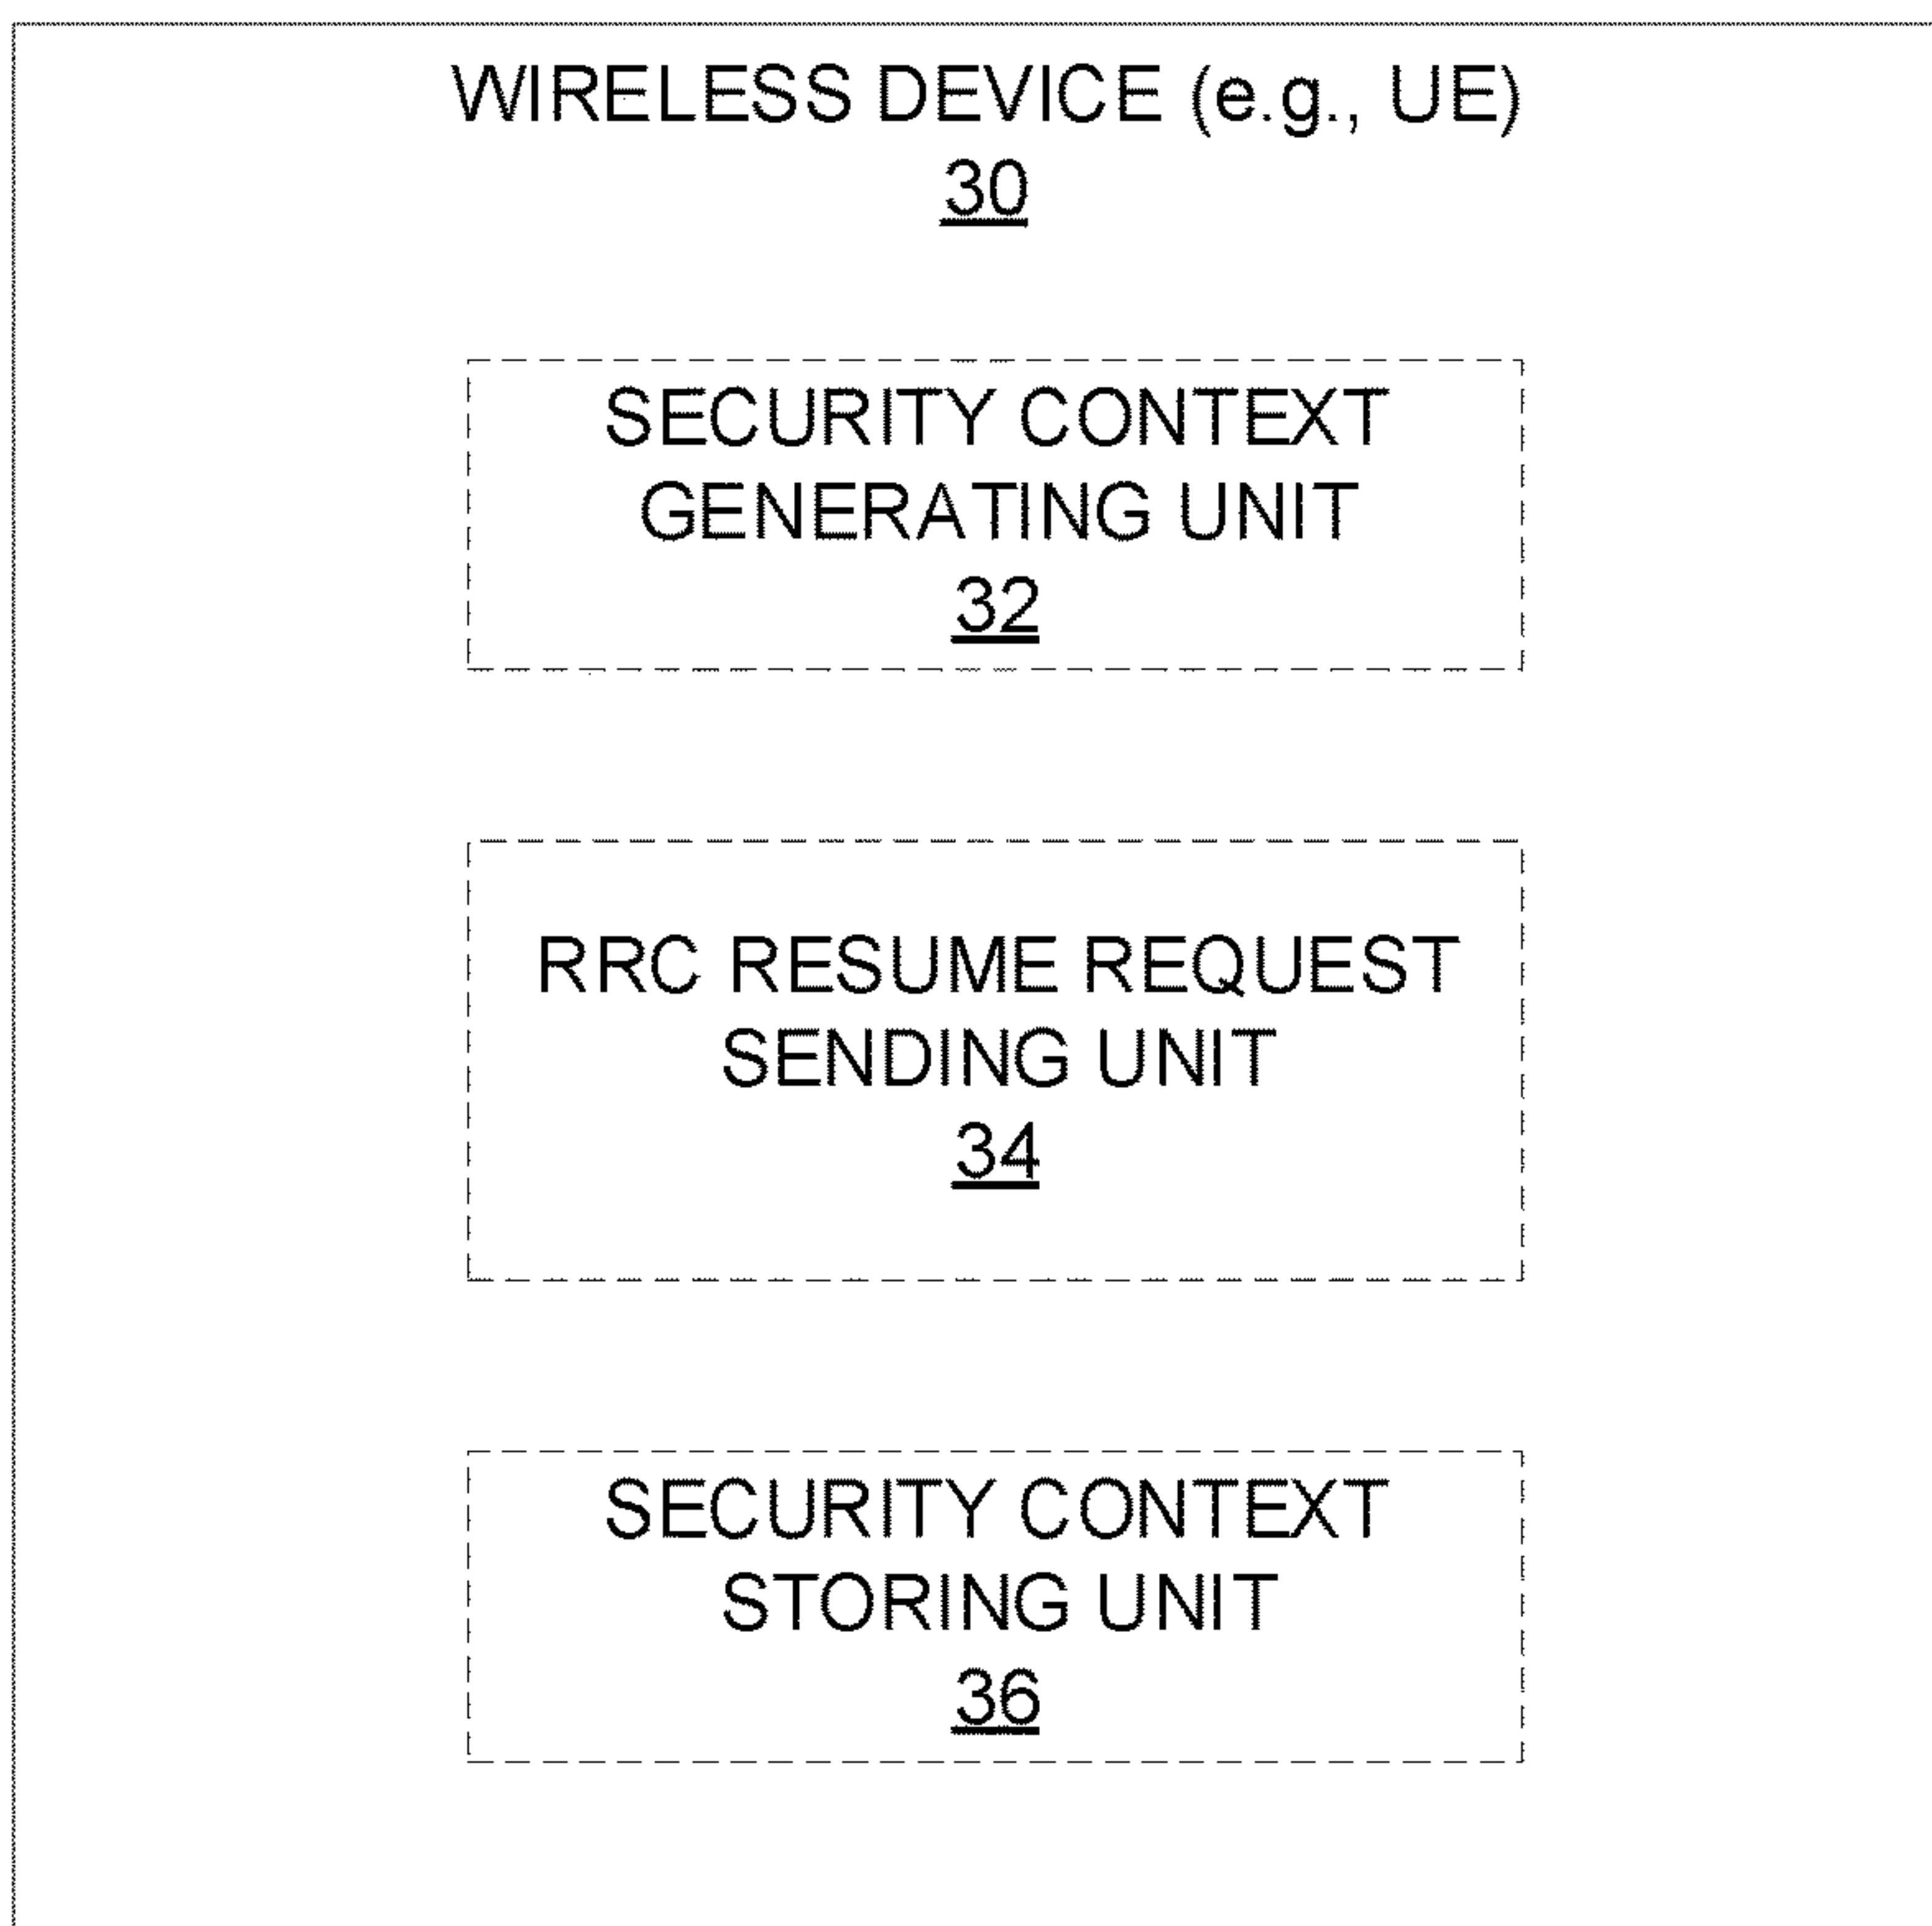 WIRELESS DEVICE (e.g., UE)
30
SECURITY CONTEXT
GENERATING UNIT
32
RRC RESUME REQUEST
SENDING UNIT
34
SECURITY CONTEXT
STORING UNIT
36